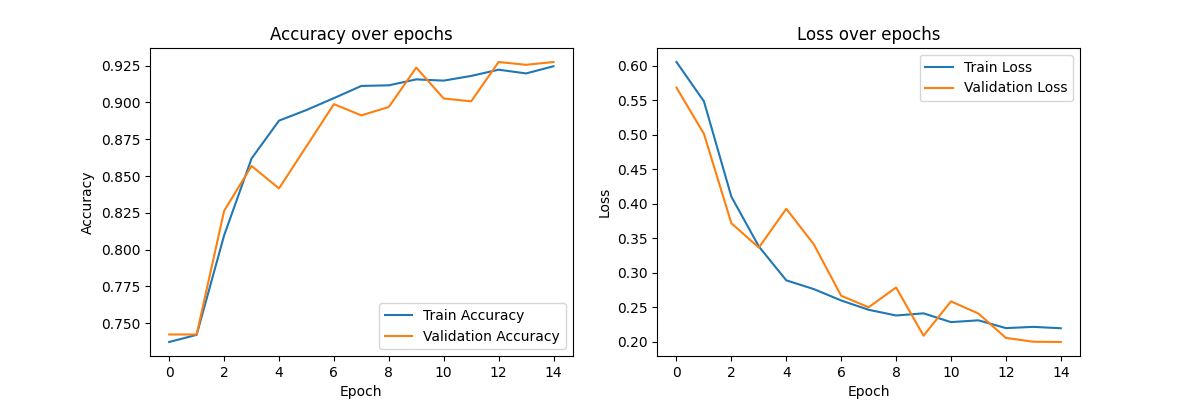 Accuracy over epochs
Accuracy
0.925
0.900
0.875
0.850
0.825
0.800
0.775
0.750
0 2 4 6 8 10 12 14
Epoch
Train Accuracy
Validation Accuracy
Loss over epochs
Loss
0.60
0.55
0.50
0.45
0.40
0.35
0.30
0.25
0.20
0 2 4 6 8 10 12 14
Epoch
Train Loss
Validation Loss